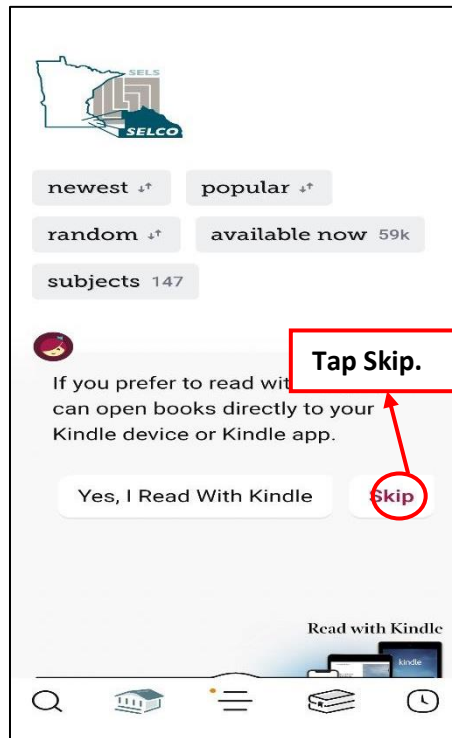 SELS
SELCO
newest
popular
random
available now 59k
subjects 147
Tap Skip.
If you prefer to read wit
can open books directly to your
Kindle device or Kindle app.
Yes, I Read With Kindle
Skip
Read with Kindle
kindle